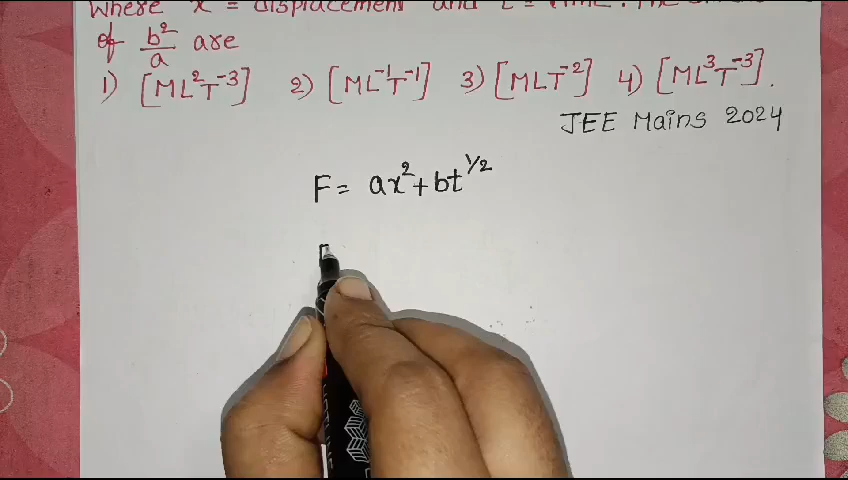 Where x = displacement and t = time. The
of b²/a are
1) [ML²T⁻³] 2) [ML⁻¹T⁻¹] 3) [MLT⁻²] 4) [ML³T⁻³].
JEE Mains 2024
F = ax² + bt^1/2